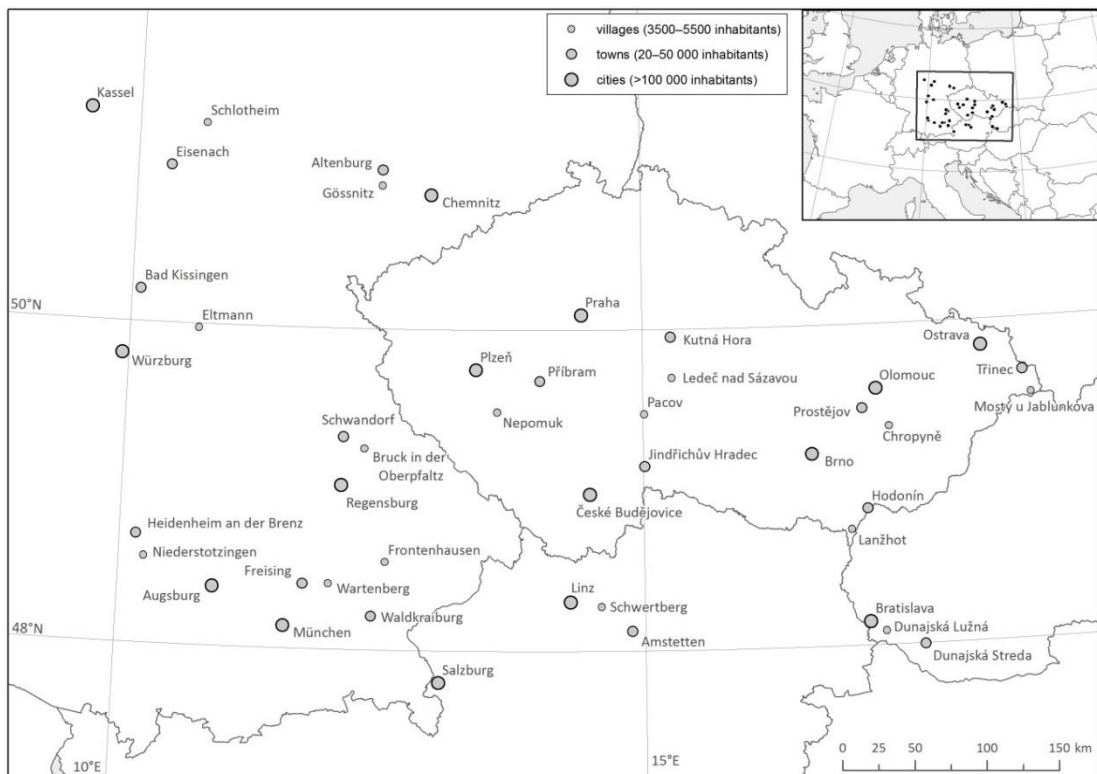 villages (3500–5500 inhabitants)
towns (20–50 000 inhabitants)
cities (>100 000 inhabitants)
Kassel
Schlotheim
Eisenach
Altenburg
Gössnitz
Chemnitz
Bad Kissingen
50°N
Eltmann
Praha
Würzburg
Kutná Hora
Ostrava
Plzeň
Příbram
Ledeč nad Sázavou
Olomouc
Třinec
Nepomuk
Pacov
Prostějov
Mosty u Jablunkova
Schwandorf
Chropyně
Bruck in der
Oberpfaltz
Jindřichův Hradec
Brno
Regensburg
České Budějovice
Hodonín
Heidenheim an der Brenz
Lanžhot
Niederstotzingen
Frontenhausen
Freising
Wartenberg
Augsburg
Linz
Schwertberg
Waldkraiburg
Bratislava
München
Amstetten
Dunajská Lužná
48°N
Dunajská Streda
Salzburg
10°E
15°E
0 25 50 100 150 km